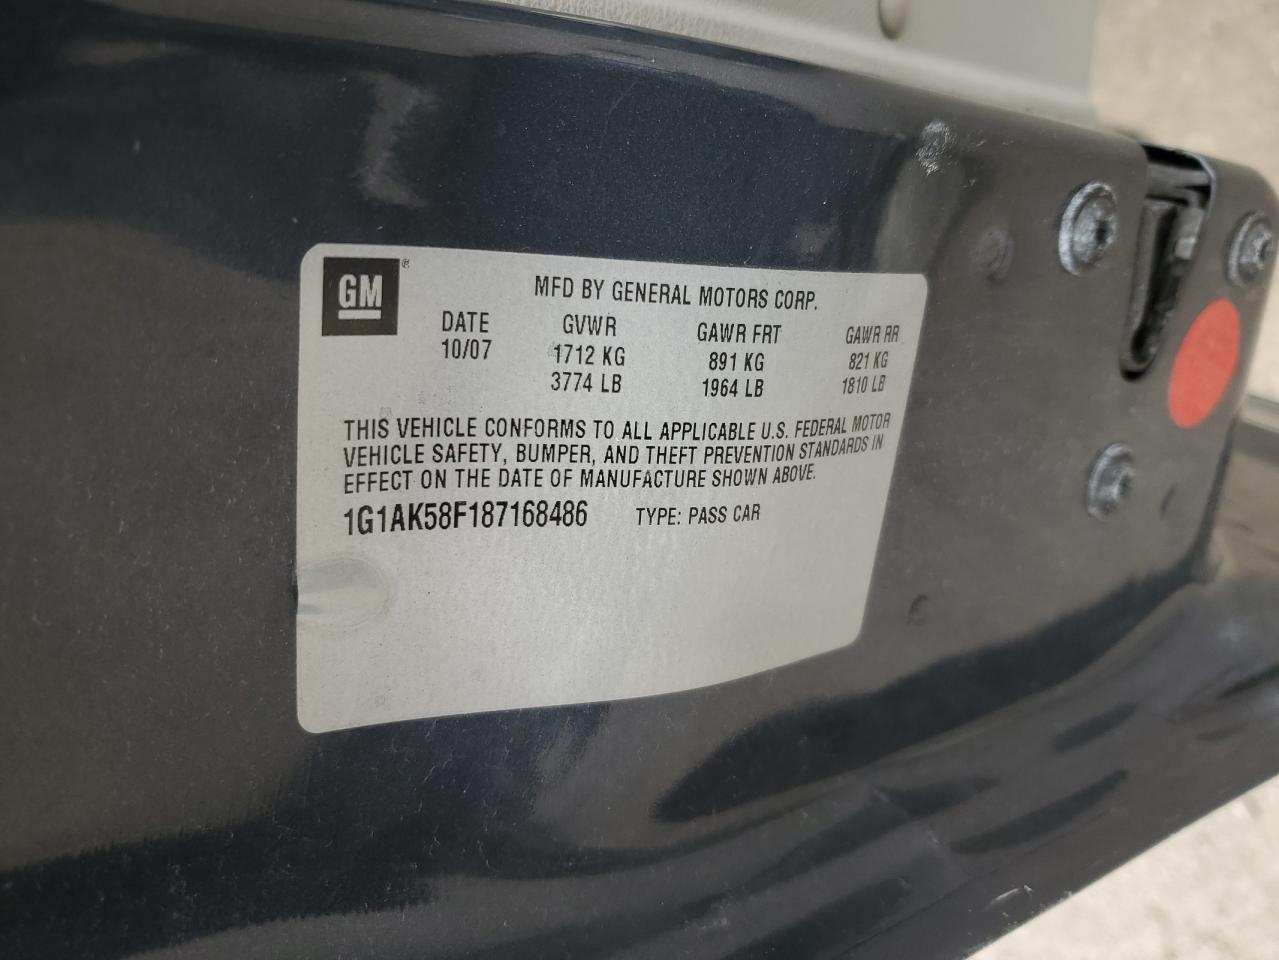 GM®
MFD BY GENERAL MOTORS CORP.
DATE GVWR GAWR FRT GAWR RR
10/07 1712 KG 891 KG 821 KG
3774 LB 1964 LB 1810 LB
THIS VEHICLE CONFORMS TO ALL APPLICABLE U.S. FEDERAL MOTOR
VEHICLE SAFETY, BUMPER, AND THEFT PREVENTION STANDARDS IN
EFFECT ON THE DATE OF MANUFACTURE SHOWN ABOVE.
1G1AK58F187168486 TYPE: PASS CAR